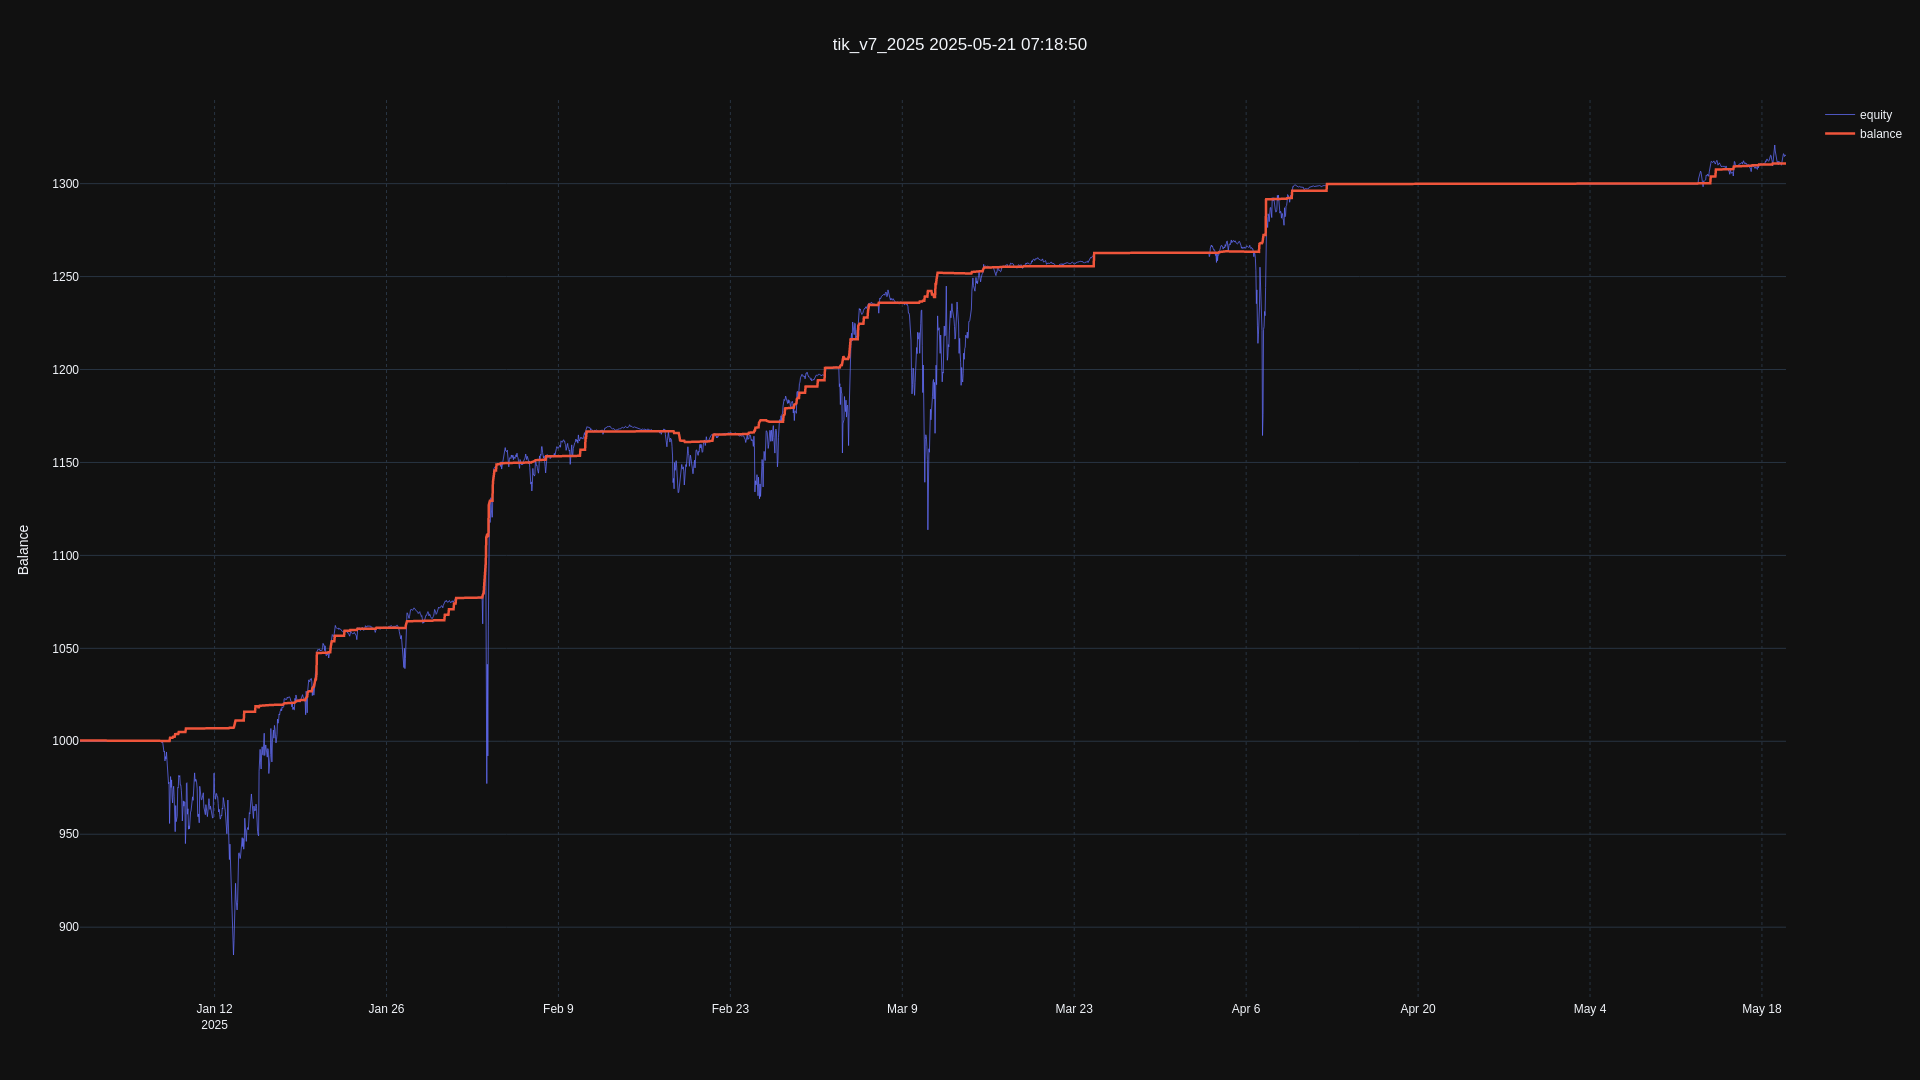 tik_v7_2025 2025-05-21 07:18:50
equity
balance
Balance
1300
1250
1200
1150
1100
1050
1000
950
900
Jan 12
2025
Jan 26
Feb 9
Feb 23
Mar 9
Mar 23
Apr 6
Apr 20
May 4
May 18